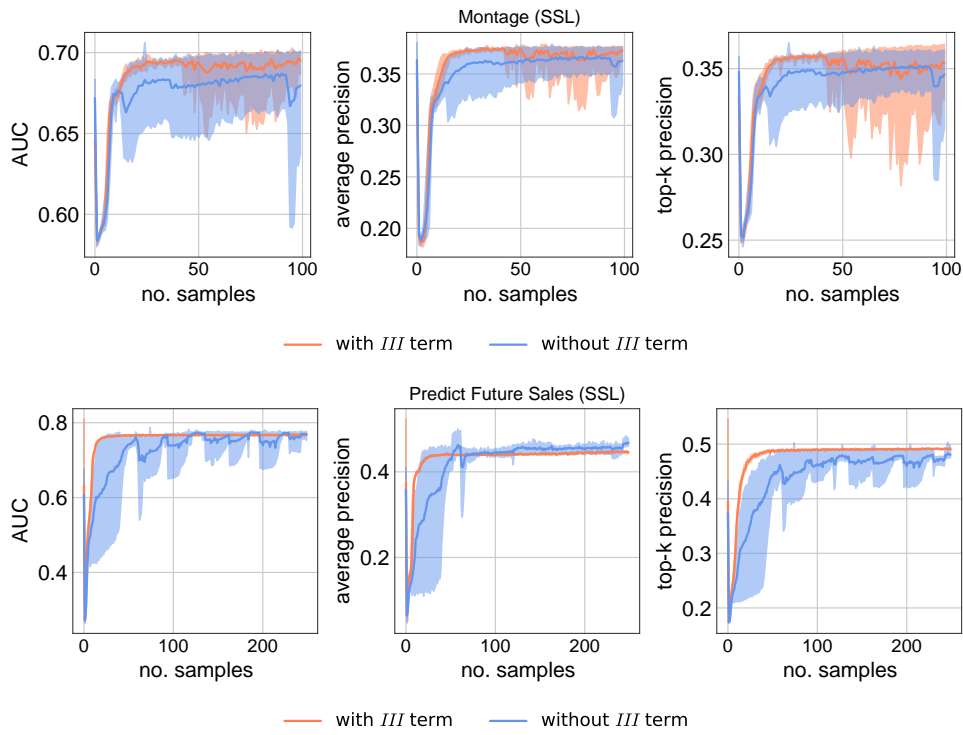 Montage (SSL)
0.70
0.65
0.60
AUC
0
50
100
no. samples
0.35
0.30
0.25
0.20
average precision
0
50
100
no. samples
0.35
0.30
0.25
top-k precision
0
50
100
no. samples
with III term
without III term
Predict Future Sales (SSL)
0.8
0.6
0.4
AUC
0
100
200
no. samples
0.4
0.2
average precision
0
100
200
no. samples
0.5
0.4
0.3
0.2
top-k precision
0
100
200
no. samples
with III term
without III term